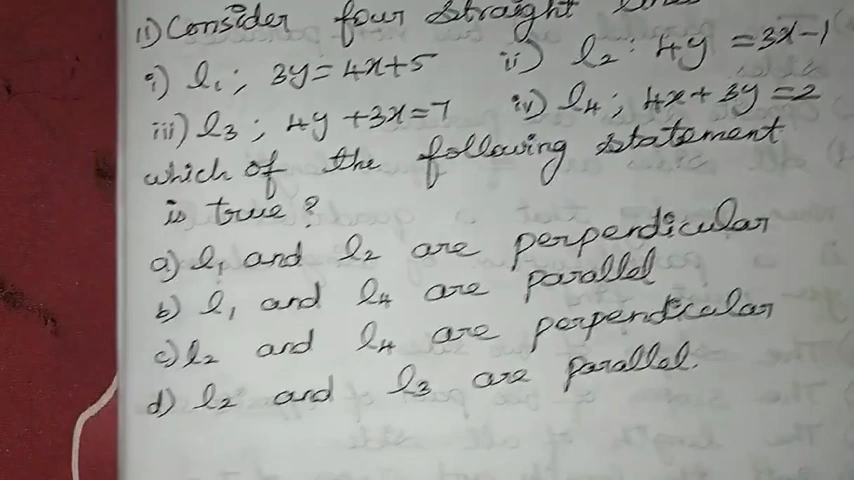 11) Consider four straight
i) l₁; 3y=4x+5 ii) l₂: 4y=3x-1
iii) l₃; 4y+3x=7 iv) l₄; 4x+3y=2
which of the following statement
is true?
a) l₁ and l₂ are perpendicular
b) l₁ and l₄ are parallel
c) l₂ and l₄ are perpendicular
d) l₂ and l₃ are parallel.